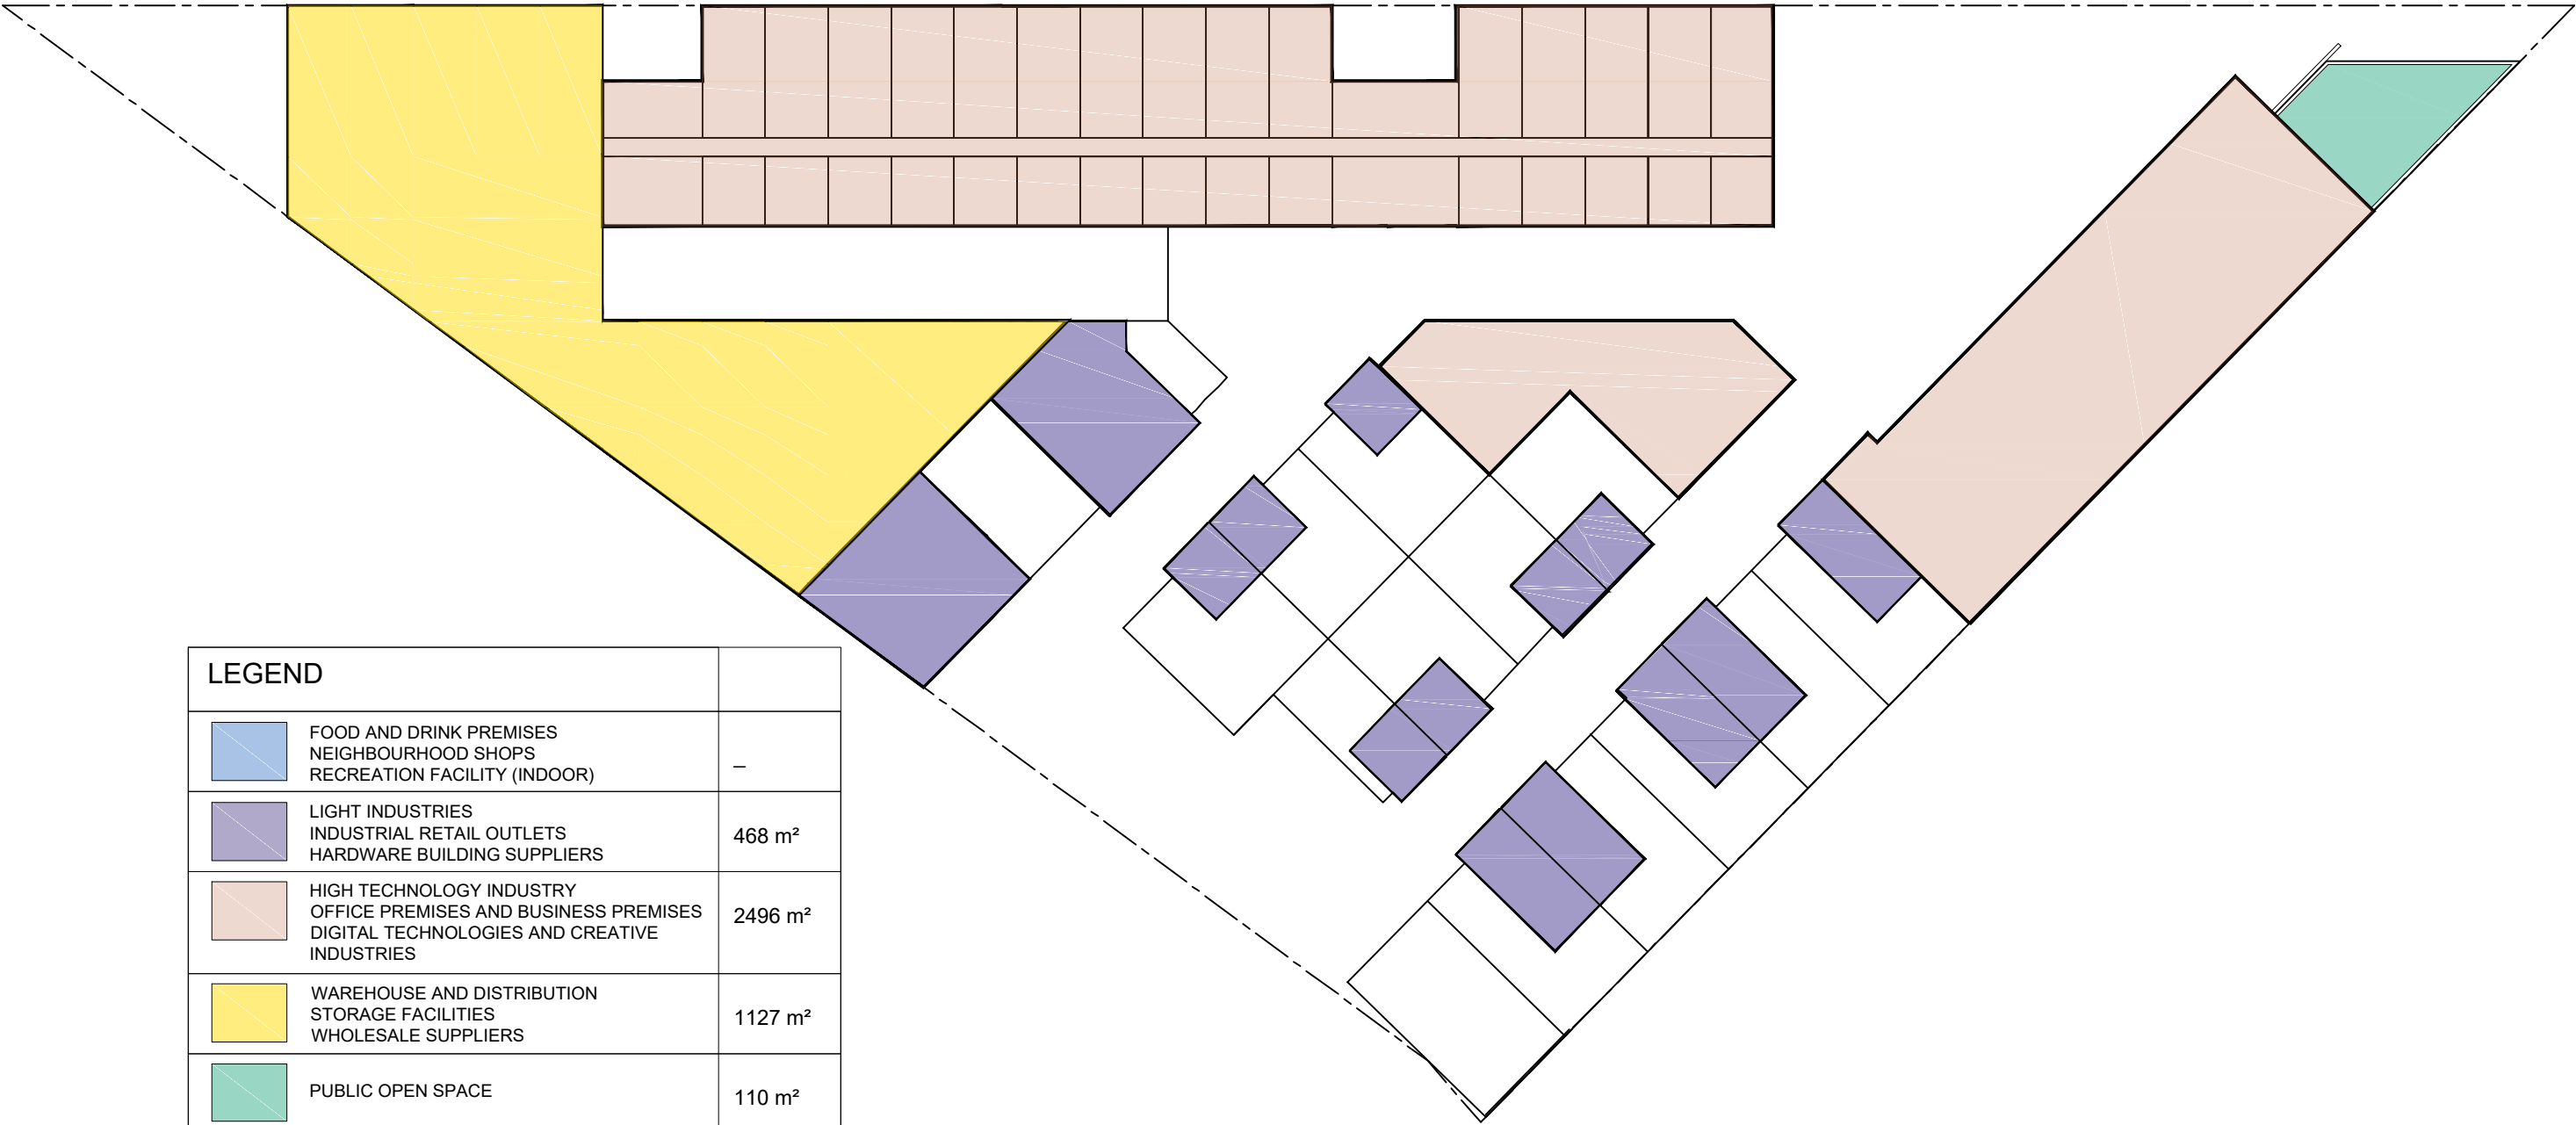 LEGEND
FOOD AND DRINK PREMISES
NEIGHBOURHOOD SHOPS
RECREATION FACILITY (INDOOR)
–
LIGHT INDUSTRIES
INDUSTRIAL RETAIL OUTLETS
HARDWARE BUILDING SUPPLIERS
468 m²
HIGH TECHNOLOGY INDUSTRY
OFFICE PREMISES AND BUSINESS PREMISES
DIGITAL TECHNOLOGIES AND CREATIVE
INDUSTRIES
2496 m²
WAREHOUSE AND DISTRIBUTION
STORAGE FACILITIES
WHOLESALE SUPPLIERS
1127 m²
PUBLIC OPEN SPACE
110 m²